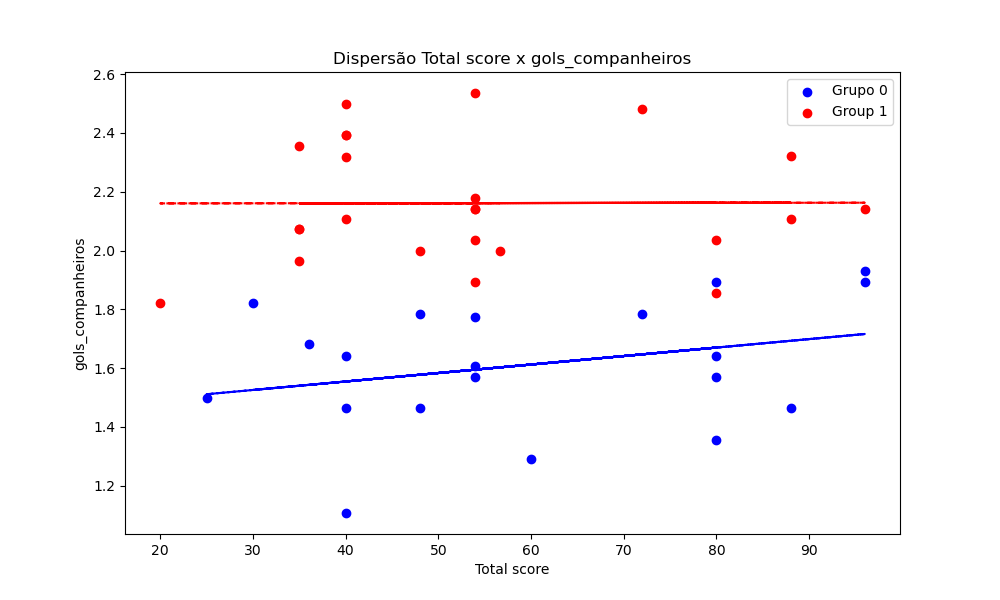 Dispersão Total score x gols_companheiros
Grupo 0
Group 1
gols_companheiros
2.6
2.4
2.2
2.0
1.8
1.6
1.4
1.2
20 30 40 50 60 70 80 90
Total score